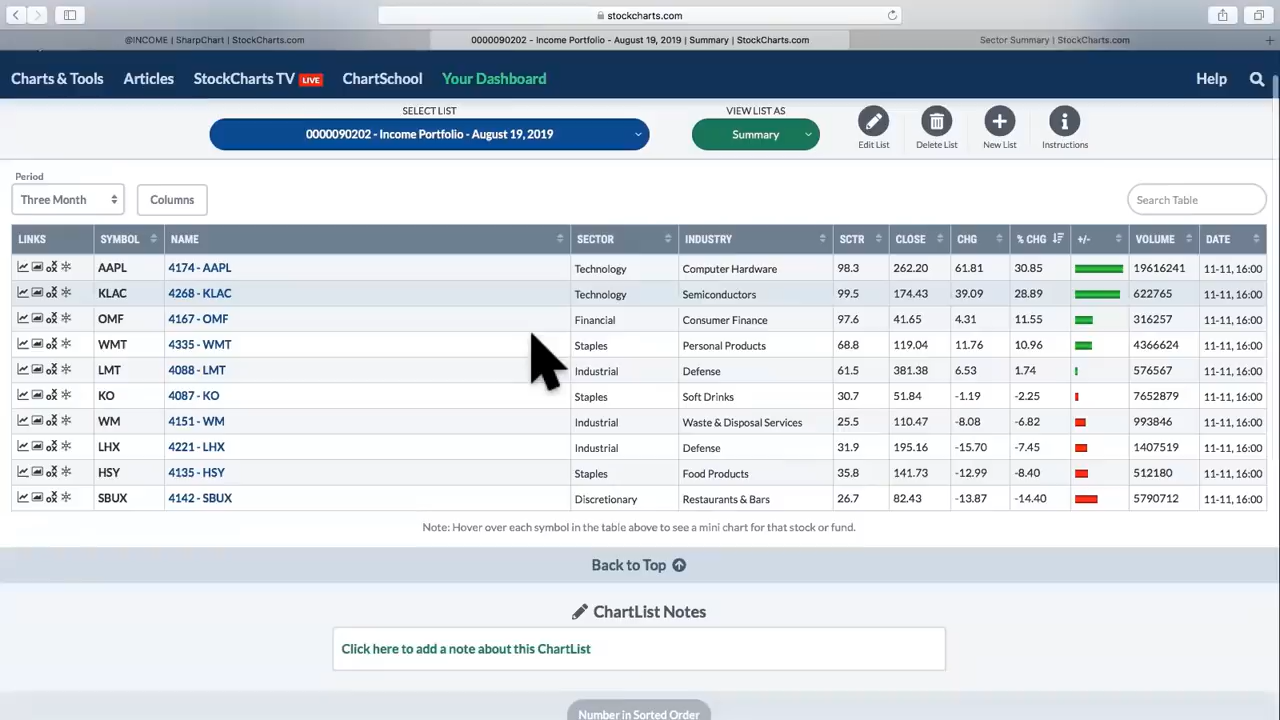 stockcharts.com
@INCOME | SharpChart | StockCharts.com
0000090202 - Income Portfolio - August 19, 2019 | Summary | StockCharts.com
Sector Summary | StockCharts.com
Charts & Tools Articles StockCharts TV LIVE ChartSchool Your Dashboard Help
SELECT LIST VIEW LIST AS
0000090202 - Income Portfolio - August 19, 2019 Summary
Edit List Delete List New List Instructions
Period
Three Month Columns Search Table
LINKS SYMBOL NAME SECTOR INDUSTRY SCTR CLOSE CHG % CHG +/- VOLUME DATE
AAPL 4174 - AAPL Technology Computer Hardware 98.3 262.20 61.81 30.85 19616241 11-11, 16:00
KLAC 4268 - KLAC Technology Semiconductors 99.5 174.43 39.09 28.89 622765 11-11, 16:00
OMF 4167 - OMF Financial Consumer Finance 97.6 41.65 4.31 11.55 316257 11-11, 16:00
WMT 4335 - WMT Staples Personal Products 68.8 119.04 11.76 10.96 4366624 11-11, 16:00
LMT 4088 - LMT Industrial Defense 61.5 381.38 6.53 1.74 576567 11-11, 16:00
KO 4087 - KO Staples Soft Drinks 30.7 51.84 -1.19 -2.25 7652879 11-11, 16:00
WM 4151 - WM Industrial Waste & Disposal Services 25.5 110.47 -8.08 -6.82 993846 11-11, 16:00
LHX 4221 - LHX Industrial Defense 31.9 195.16 -15.70 -7.45 1407519 11-11, 16:00
HSY 4135 - HSY Staples Food Products 35.8 141.73 -12.99 -8.40 512180 11-11, 16:00
SBUX 4142 - SBUX Discretionary Restaurants & Bars 26.7 82.43 -13.87 -14.40 5790712 11-11, 16:00
Note: Hover over each symbol in the table above to see a mini chart for that stock or fund.
Back to Top
ChartList Notes
Click here to add a note about this ChartList
Number in Sorted Order